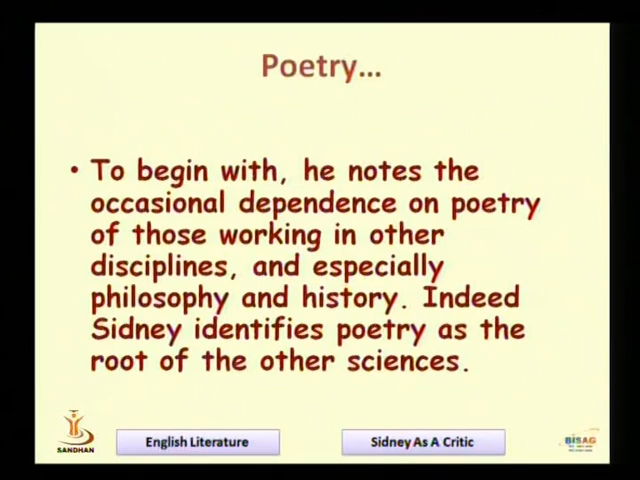 Poetry...
• To begin with, he notes the
occasional dependence on poetry
of those working in other
disciplines, and especially
philosophy and history. Indeed
Sidney identifies poetry as the
root of the other sciences.
SANDHAN
English Literature
Sidney As A Critic
BISAG